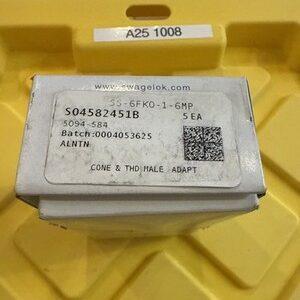 A25 1008
www.swagelok.com
SS-6FKO-1-6MP
SO4582451B 5 EA
5094-584
Batch:0004053625
ALNTN
CONE & THD MALE ADAPT